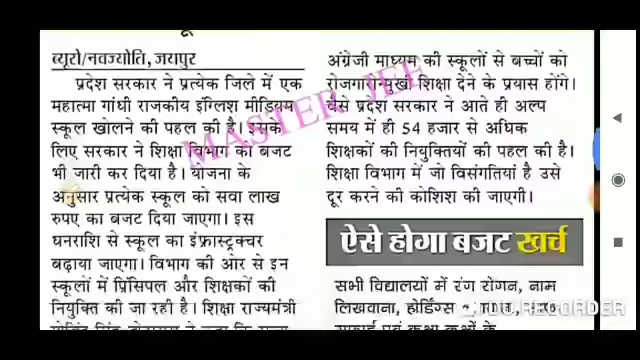 ब्यूरो/नवज्योति, जयपुर
प्रदेश सरकार ने प्रत्येक जिले में एक
महात्मा गांधी राजकीय इंग्लिश मीडियम
स्कूल खोलने की पहल की है। इसके
लिए सरकार ने शिक्षा विभाग को बजट
भी जारी कर दिया है। योजना के
अनुसार प्रत्येक स्कूल को सवा लाख
रुपए का बजट दिया जाएगा। इस
धनराशि से स्कूल का इंफ्रास्ट्रक्चर
बढ़ाया जाएगा। विभाग की ओर से इन
स्कूलों में प्रिंसिपल और शिक्षकों की
नियुक्ति की जा रही है। शिक्षा राज्यमंत्री
अंग्रेजी माध्यम की स्कूलों से बच्चों को
रोजगारोन्मुखी शिक्षा देने के प्रयास होंगे।
वैसे प्रदेश सरकार ने आते ही अल्प
समय में ही 54 हजार से अधिक
शिक्षकों की नियुक्तियों की पहल की है।
शिक्षा विभाग में जो विसंगतियां है उसे
दूर करने की कोशिश की जाएगी।
ऐसे होगा बजट खर्च
सभी विद्यालयों में रंग रोगन, नाम
लिखवाना, होर्डिंग्स
MASTER JEE
RECORDER